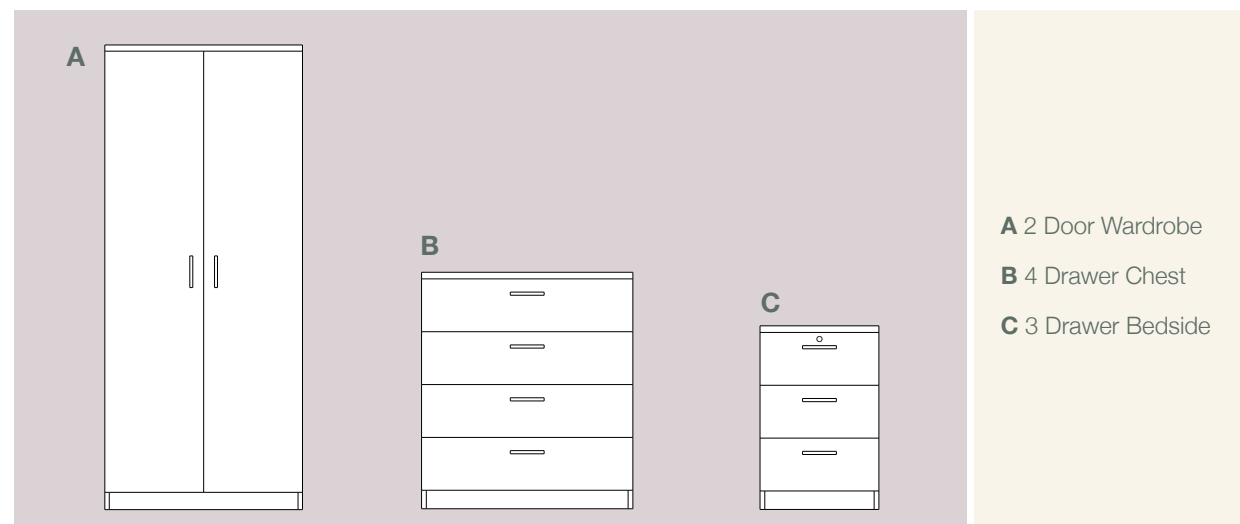 A
B
C
A 2 Door Wardrobe
B 4 Drawer Chest
C 3 Drawer Bedside